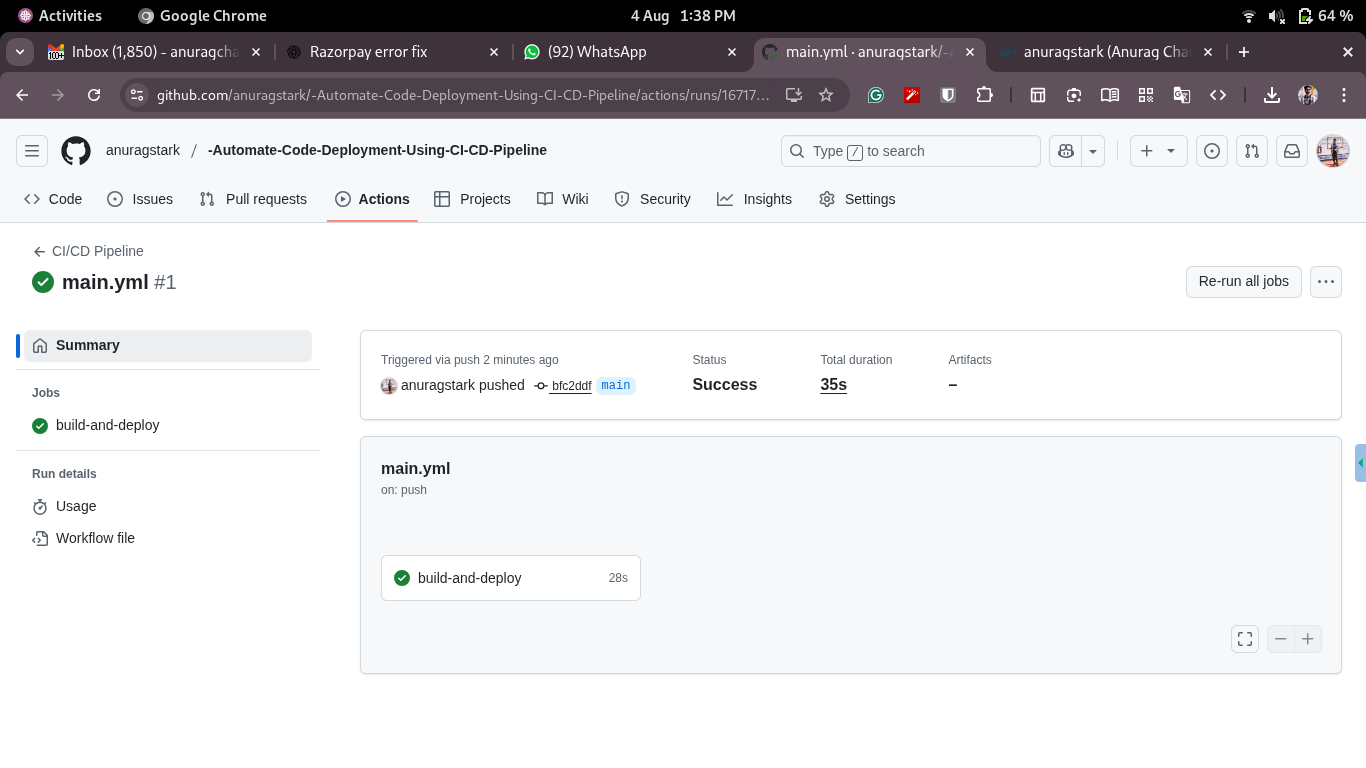 Activities Google Chrome 4 Aug 1:38 PM 64 %
100+ Inbox (1,850) - anuragcha Razorpay error fix (92) WhatsApp main.yml · anuragstark/-A anuragstark (Anurag Cha
github.com/anuragstark/-Automate-Code-Deployment-Using-CI-CD-Pipeline/actions/runs/16717…
anuragstark / -Automate-Code-Deployment-Using-CI-CD-Pipeline Type / to search
Code Issues Pull requests Actions Projects Wiki Security Insights Settings
CI/CD Pipeline
main.yml #1 Re-run all jobs
Summary
Jobs
build-and-deploy
Run details
Usage
Workflow file
Triggered via push 2 minutes ago Status Total duration Artifacts
anuragstark pushed bfc2ddf main Success 35s –
main.yml
on: push
build-and-deploy 28s